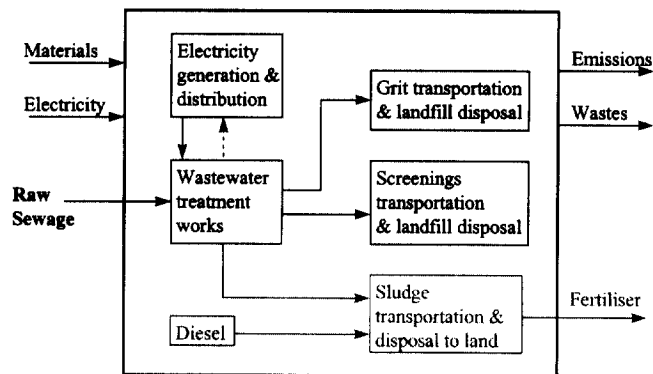 Materials
Electricity
Raw
Sewage
Electricity
generation &
distribution
Wastewater
treatment
works
Diesel
Grit transportation
& landfill disposal
Screenings
transportation
& landfill disposal
Sludge
transportation &
disposal to land
Emissions
Wastes
Fertiliser